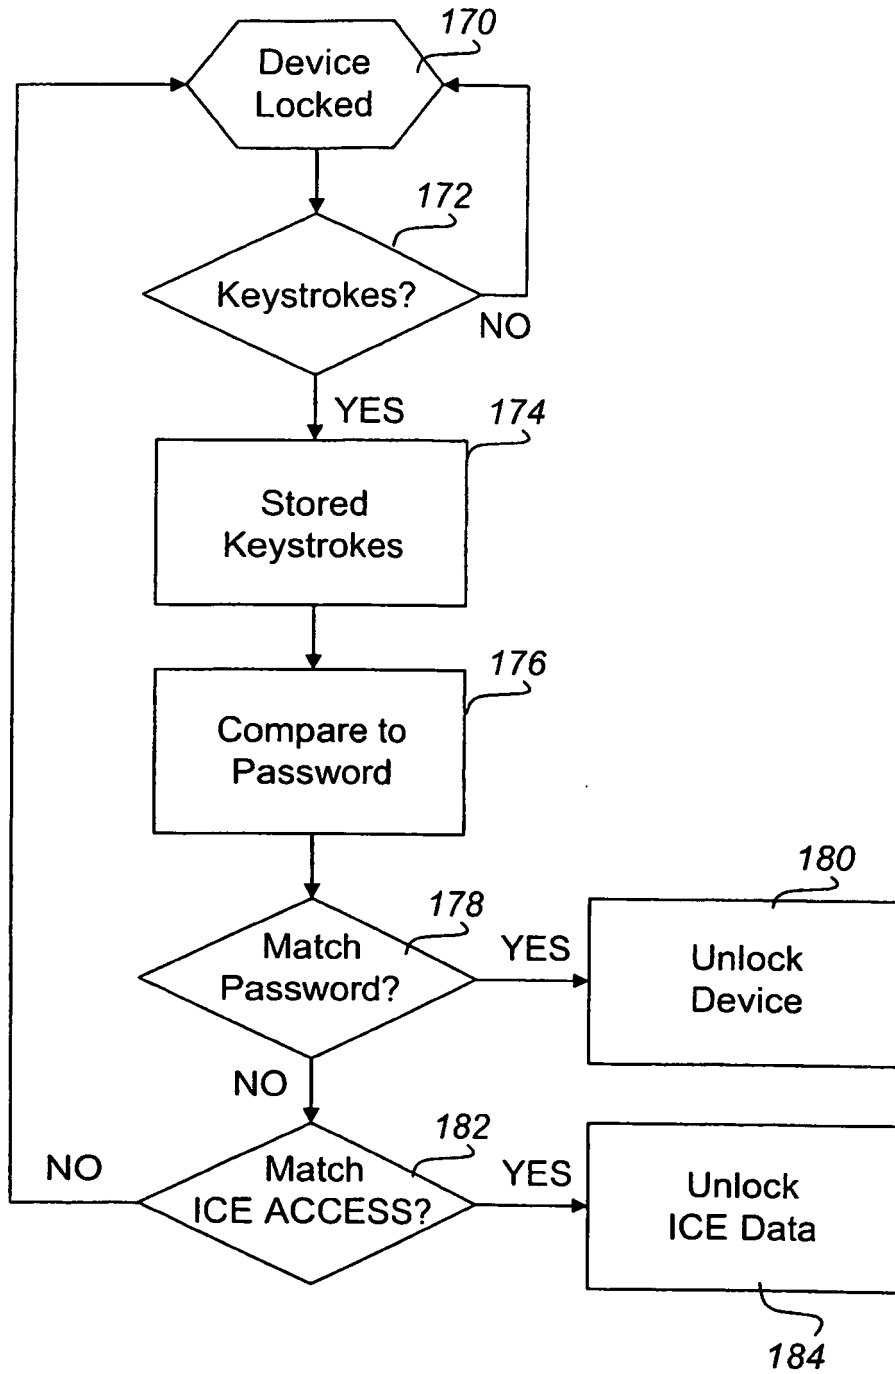 170
Device
Locked
172
Keystrokes?
NO
YES
174
Stored
Keystrokes
176
Compare to
Password
178
Match
Password?
YES
180
Unlock
Device
NO
182
Match
ICE ACCESS?
NO
YES
Unlock
ICE Data
184